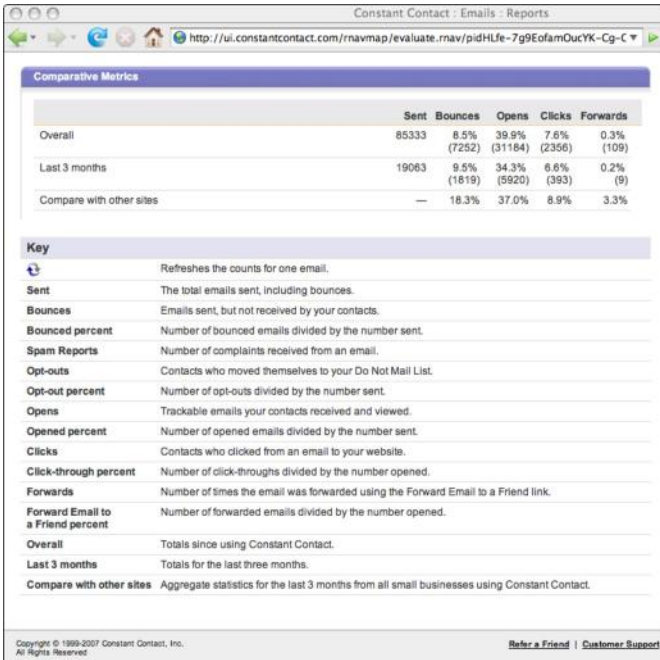 Constant Contact : Emails : Reports
http://ui.constantcontact.com/rnavmap/evaluate.rnav/pidHLfe-7g9EofamOucYK-Cg-C
Comparative Metrics
Sent Bounces Opens Clicks Forwards
Overall 85333 8.5% 39.9% 7.6% 0.3%
(7252) (31184) (2356) (109)
Last 3 months 19063 9.5% 34.3% 6.6% 0.2%
(1819) (5920) (393) (9)
Compare with other sites — 18.3% 37.0% 8.9% 3.3%
Key
Refreshes the counts for one email.
Sent The total emails sent, including bounces.
Bounces Emails sent, but not received by your contacts.
Bounced percent Number of bounced emails divided by the number sent.
Spam Reports Number of complaints received from an email.
Opt-outs Contacts who moved themselves to your Do Not Mail List.
Opt-out percent Number of opt-outs divided by the number sent.
Opens Trackable emails your contacts received and viewed.
Opened percent Number of opened emails divided by the number sent.
Clicks Contacts who clicked from an email to your website.
Click-through percent Number of click-throughs divided by the number opened.
Forwards Number of times the email was forwarded using the Forward Email to a Friend link.
Forward Email to Number of forwarded emails divided by the number opened.
a Friend percent
Overall Totals since using Constant Contact.
Last 3 months Totals for the last three months.
Compare with other sites Aggregate statistics for the last 3 months from all small businesses using Constant Contact.
Copyright © 1999-2007 Constant Contact, Inc. Refer a Friend | Customer Support
All Rights Reserved